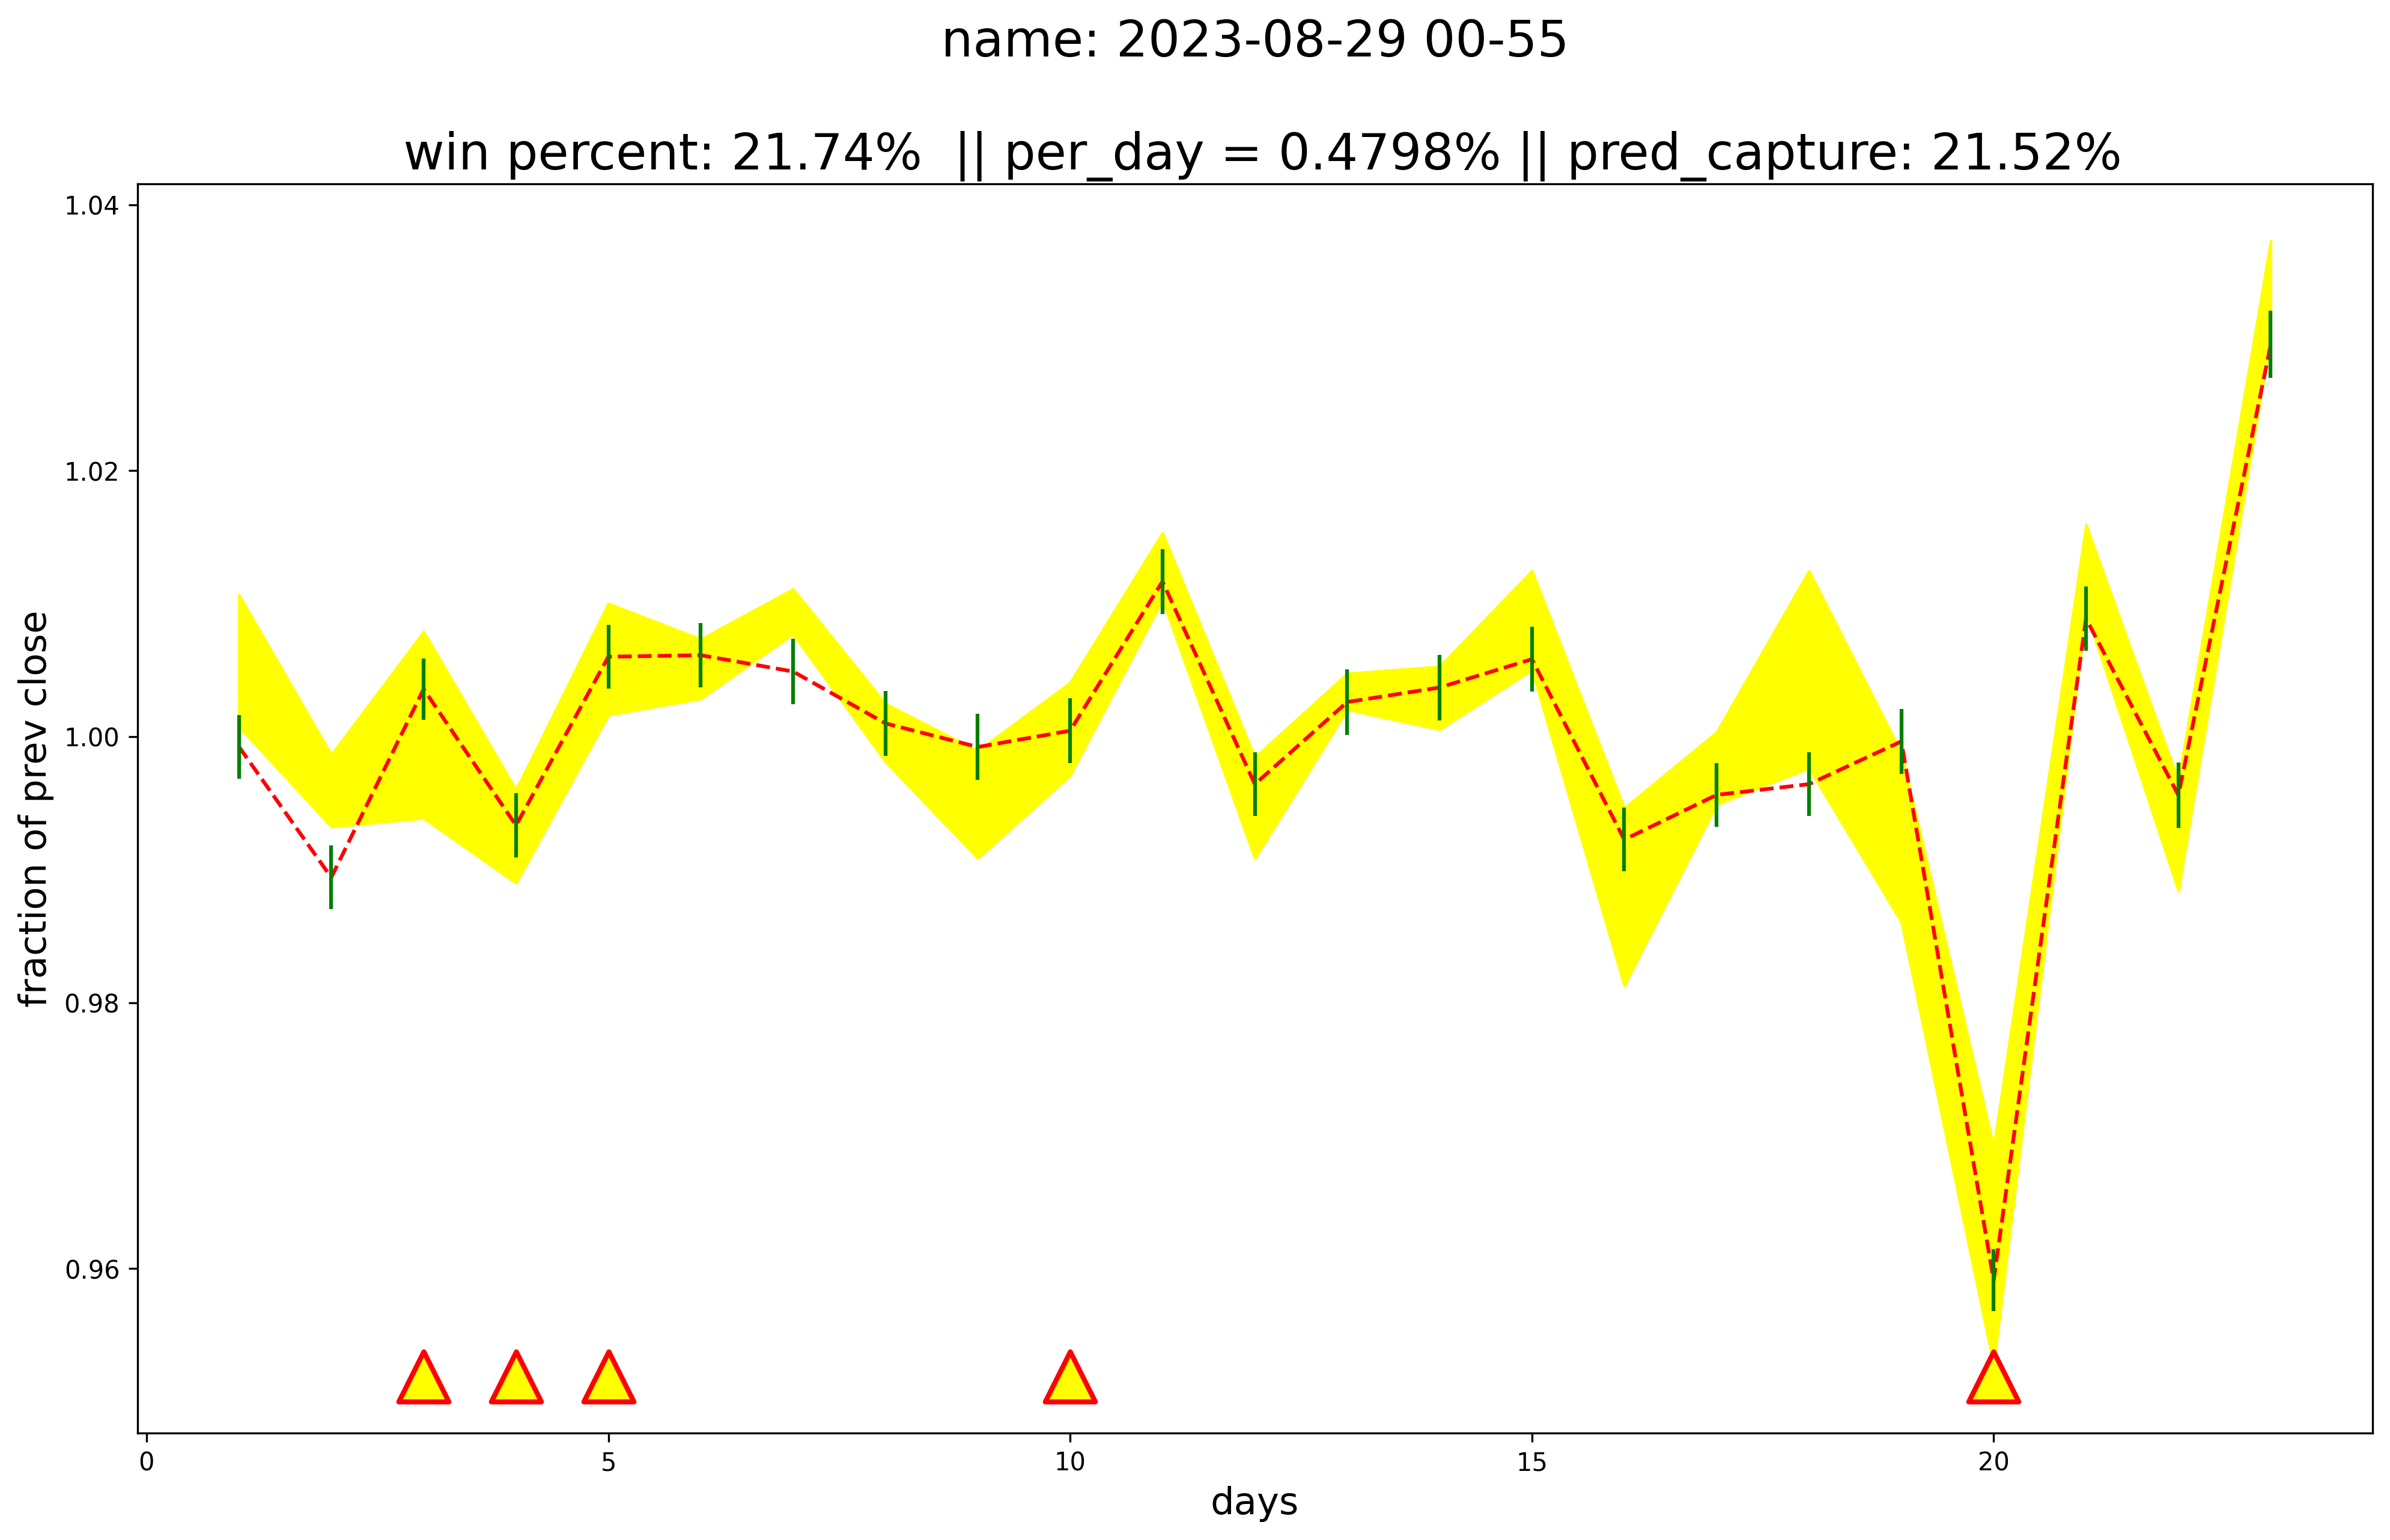 name: 2023-08-29 00-55
win percent: 21.74%  || per_day = 0.4798% || pred_capture: 21.52%
fraction of prev close
1.04
1.02
1.00
0.98
0.96
0 5 10 15 20
days